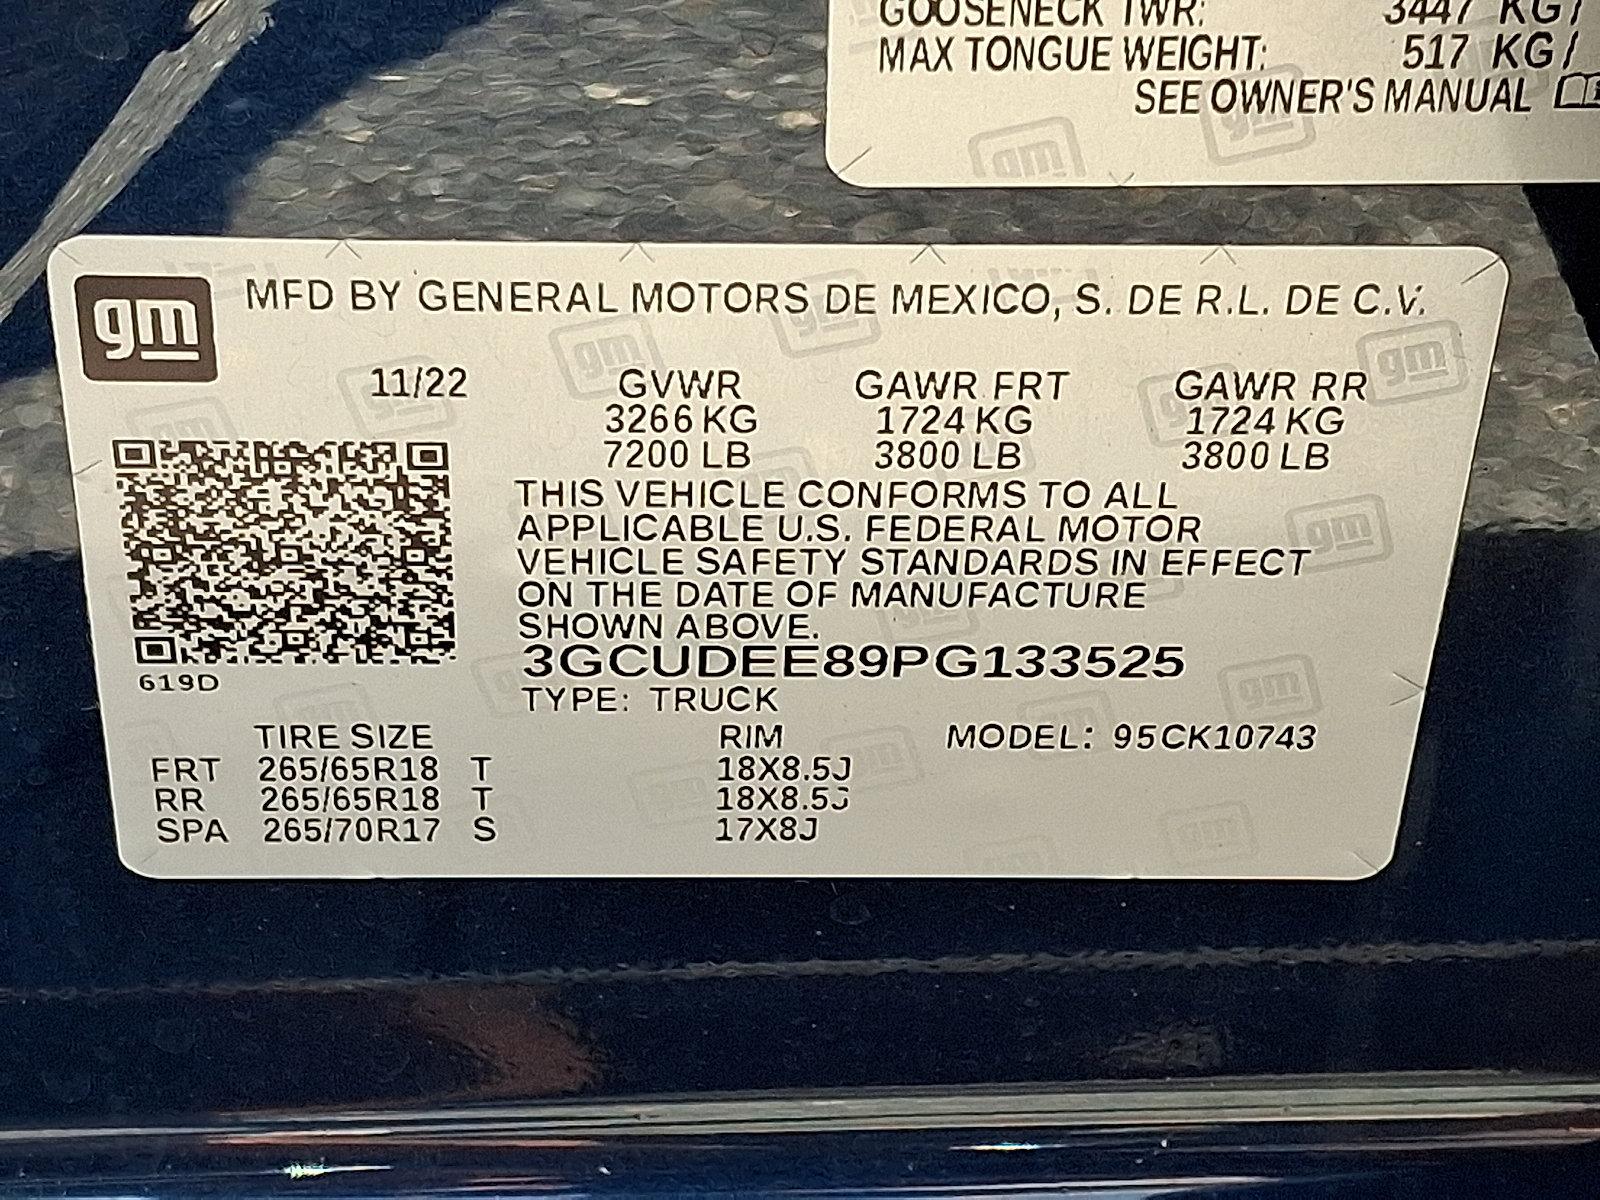 GOOSENECK TWR: 3447 KG/
MAX TONGUE WEIGHT: 517 KG/
SEE OWNER'S MANUAL
gm
MFD BY GENERAL MOTORS DE MEXICO, S. DE R.L. DE C.V.
11/22 GVWR GAWR FRT GAWR RR
3266 KG 1724 KG 1724 KG
7200 LB 3800 LB 3800 LB
THIS VEHICLE CONFORMS TO ALL
APPLICABLE U.S. FEDERAL MOTOR
VEHICLE SAFETY STANDARDS IN EFFECT
ON THE DATE OF MANUFACTURE
SHOWN ABOVE.
3GCUDEE89PG133525
619D
TYPE: TRUCK
TIRE SIZE RIM MODEL: 95CK10743
FRT 265/65R18 T 18X8.5J
RR 265/65R18 T 18X8.5J
SPA 265/70R17 S 17X8J